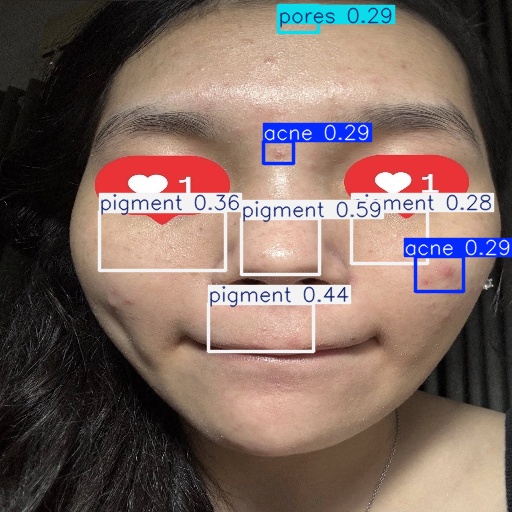 pores 0.29
acne 0.29
1
1
pigment 0.36
pigment 0.59
pigment 0.28
acne 0.29
pigment 0.44